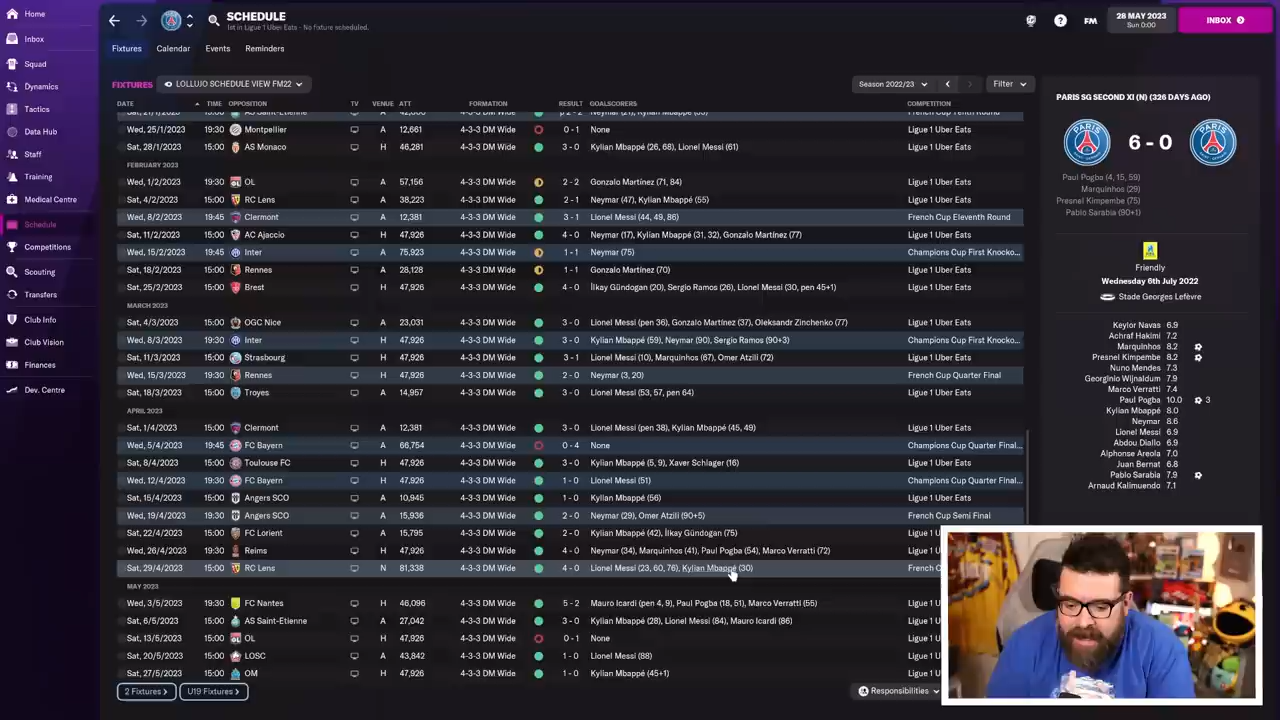 Home
SCHEDULE
1st in Ligue 1 Uber Eats - No fixture scheduled.
FM
28 MAY 2023
Sun 0:00
INBOX
Inbox
Fixtures Calendar Events Reminders
Squad
Dynamics
FIXTURES LOLLUJO SCHEDULE VIEW FM22 Season 2022/23 Filter
Tactics
DATE TIME OPPOSITION TV VENUE ATT FORMATION RESULT GOALSCORERS COMPETITION
Data Hub
Wed, 25/1/2023 19:30 Montpellier A 12,661 4-3-3 DM Wide 0 - 1 None Ligue 1 Uber Eats
Staff
Sat, 28/1/2023 15:00 AS Monaco H 46,281 4-3-3 DM Wide 3 - 0 Kylian Mbappé (26, 68), Lionel Messi (61) Ligue 1 Uber Eats
FEBRUARY 2023
Training
Wed, 1/2/2023 19:30 OL A 57,156 4-3-3 DM Wide 2 - 2 Gonzalo Martínez (71, 84) Ligue 1 Uber Eats
Medical Centre
Sat, 4/2/2023 15:00 RC Lens A 38,223 4-3-3 DM Wide 2 - 1 Neymar (47), Kylian Mbappé (55) Ligue 1 Uber Eats
Wed, 8/2/2023 19:45 Clermont A 12,381 4-3-3 DM Wide 3 - 1 Lionel Messi (44, 49, 86) French Cup Eleventh Round
Schedule
Sat, 11/2/2023 15:00 AC Ajaccio H 47,926 4-3-3 DM Wide 4 - 0 Neymar (17), Kylian Mbappé (31, 32), Gonzalo Martínez (77) Ligue 1 Uber Eats
Competitions
Wed, 15/2/2023 19:45 Inter A 75,923 4-3-3 DM Wide 1 - 1 Neymar (75) Champions Cup First Knocko...
Scouting
Sat, 18/2/2023 15:00 Rennes A 28,128 4-3-3 DM Wide 1 - 1 Gonzalo Martínez (70) Ligue 1 Uber Eats
Sat, 25/2/2023 15:00 Brest H 47,926 4-3-3 DM Wide 4 - 0 İlkay Gündogan (20), Sergio Ramos (26), Lionel Messi (30, pen 45+1) Ligue 1 Uber Eats
Transfers
MARCH 2023
Club Info
Sat, 4/3/2023 15:00 OGC Nice A 23,031 4-3-3 DM Wide 3 - 0 Lionel Messi (pen 36), Gonzalo Martínez (37), Oleksandr Zinchenko (77) Ligue 1 Uber Eats
Club Vision
Wed, 8/3/2023 19:30 Inter H 47,926 4-3-3 DM Wide 3 - 0 Kylian Mbappé (59), Neymar (90), Sergio Ramos (90+3) Champions Cup First Knocko...
Sat, 11/3/2023 15:00 Strasbourg H 47,926 4-3-3 DM Wide 3 - 1 Lionel Messi (10), Marquinhos (67), Omer Atzili (72) Ligue 1 Uber Eats
Finances
Wed, 15/3/2023 19:30 Rennes H 47,926 4-3-3 DM Wide 2 - 0 Neymar (3, 20) French Cup Quarter Final
Dev. Centre
Sat, 18/3/2023 15:00 Troyes A 14,957 4-3-3 DM Wide 3 - 0 Lionel Messi (53, 57, pen 64) Ligue 1 Uber Eats
APRIL 2023
Sat, 1/4/2023 15:00 Clermont A 12,381 4-3-3 DM Wide 3 - 0 Lionel Messi (pen 38), Kylian Mbappé (45, 49) Ligue 1 Uber Eats
Wed, 5/4/2023 19:45 FC Bayern A 66,754 4-3-3 DM Wide 0 - 4 None Champions Cup Quarter Final...
Sat, 8/4/2023 15:00 Toulouse FC H 47,926 4-3-3 DM Wide 3 - 0 Kylian Mbappé (5, 9), Xaver Schlager (16) Ligue 1 Uber Eats
Wed, 12/4/2023 19:30 FC Bayern H 47,926 4-3-3 DM Wide 1 - 0 Lionel Messi (51) Champions Cup Quarter Final...
Sat, 15/4/2023 15:00 Angers SCO A 10,945 4-3-3 DM Wide 1 - 0 Kylian Mbappé (56) Ligue 1 Uber Eats
Wed, 19/4/2023 19:30 Angers SCO A 15,936 4-3-3 DM Wide 2 - 0 Neymar (29), Omer Atzili (90+5) French Cup Semi Final
Sat, 22/4/2023 15:00 FC Lorient A 15,795 4-3-3 DM Wide 2 - 0 Kylian Mbappé (42), İlkay Gündogan (75)
Wed, 26/4/2023 19:30 Reims H 47,926 4-3-3 DM Wide 4 - 0 Neymar (34), Marquinhos (41), Paul Pogba (54), Marco Verratti (72)
Sat, 29/4/2023 15:00 RC Lens N 81,338 4-3-3 DM Wide 4 - 0 Lionel Messi (23, 60, 76), Kylian Mbappé (30)
MAY 2023
Wed, 3/5/2023 19:30 FC Nantes H 46,096 4-3-3 DM Wide 5 - 2 Mauro Icardi (pen 4, 9), Paul Pogba (18, 51), Marco Verratti (55)
Sat, 6/5/2023 15:00 AS Saint-Etienne A 27,042 4-3-3 DM Wide 3 - 0 Kylian Mbappé (28), Lionel Messi (84), Mauro Icardi (86)
Sat, 13/5/2023 15:00 OL H 47,926 4-3-3 DM Wide 0 - 1 None
Sat, 20/5/2023 15:00 LOSC A 43,842 4-3-3 DM Wide 1 - 0 Lionel Messi (88)
Sat, 27/5/2023 15:00 OM H 47,926 4-3-3 DM Wide 1 - 0 Kylian Mbappé (45+1)
2 Fixtures U19 Fixtures Responsibilities
PARIS SG SECOND XI (N) (326 DAYS AGO)
6 - 0
Paul Pogba (4, 15, 59)
Marquinhos (29)
Presnel Kimpembe (75)
Pablo Sarabia (90+1)
Friendly
Wednesday 6th July 2022
Stade Georges Lefèvre
Keylor Navas 6.9
Achraf Hakimi 7.2
Marquinhos 8.2
Presnel Kimpembe 8.2
Nuno Mendes 7.3
Georginio Wijnaldum 7.9
Marco Verratti 7.4
Paul Pogba 10.0 3
Kylian Mbappé 8.0
Neymar 8.6
Lionel Messi 6.9
Abdou Diallo 6.9
Alphonse Areola 7.0
Juan Bernat 6.8
Pablo Sarabia 7.9
Arnaud Kalimuendo 7.1